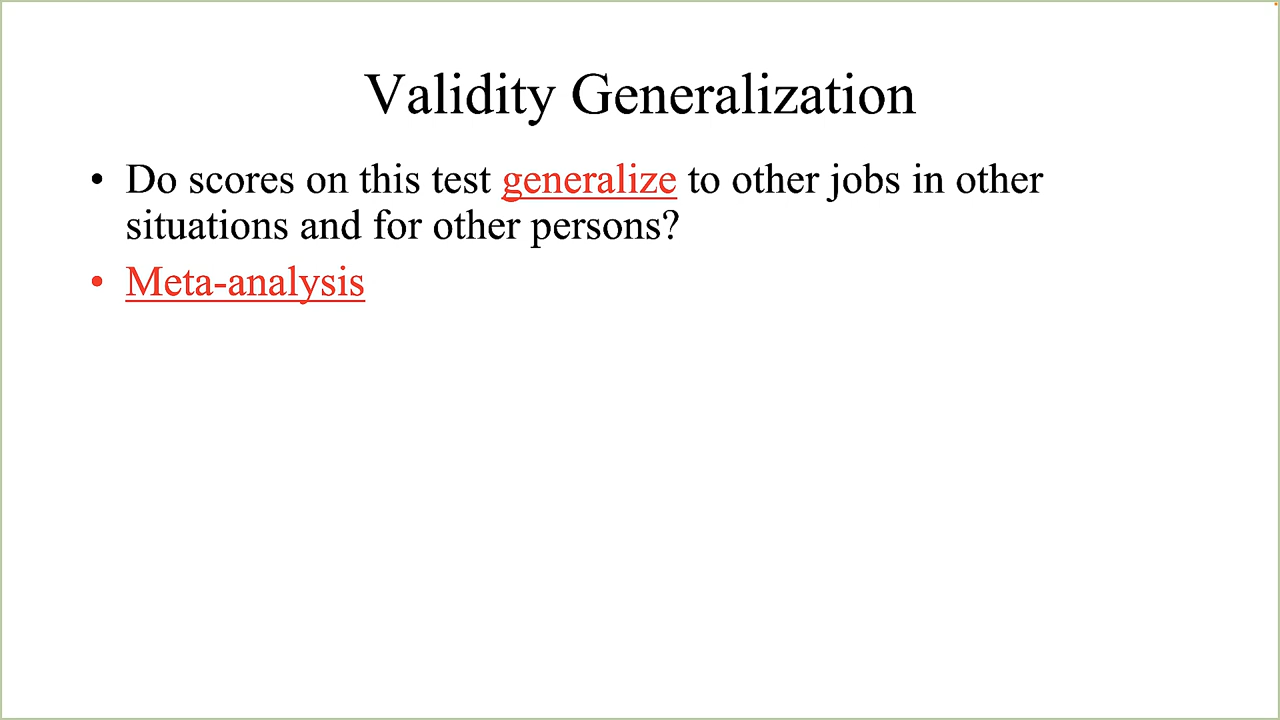 Validity Generalization
• Do scores on this test generalize to other jobs in other
situations and for other persons?
• Meta-analysis